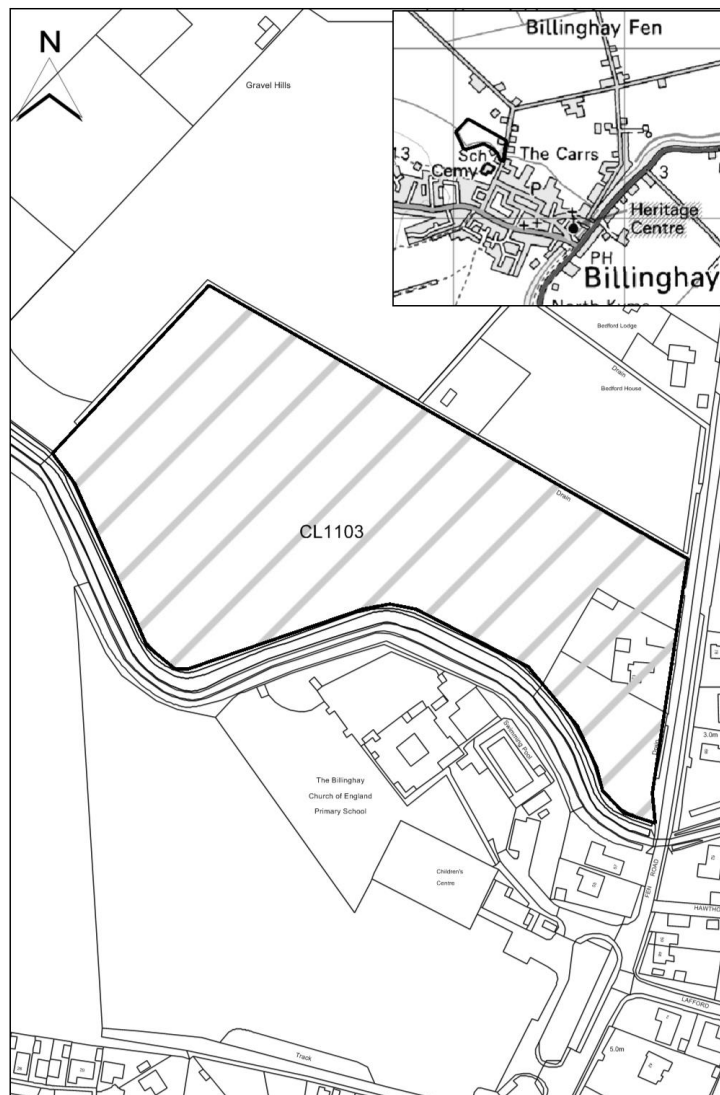 N
Gravel Hills
Billinghay Fen
Sch
The Carrs
Cemy
P
3
Heritage
Centre
PH
Billinghay
Bedford Lodge
Drain
Bedford House
Drain
CL1103
Swimming Pool
Drain
3.0m
The Billinghay
Church of England
Primary School
Children's
Centre
FEN ROAD
HAWTHO
LAFFORD
Track
5.0m